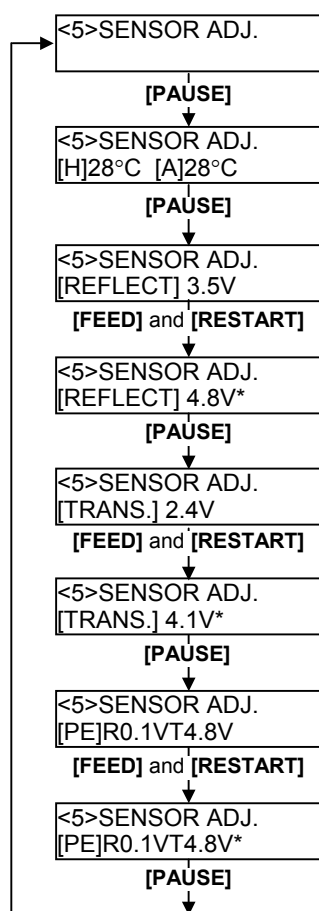 <5>SENSOR ADJ.
[PAUSE]
<5>SENSOR ADJ.
[H]28°C [A]28°C
[PAUSE]
<5>SENSOR ADJ.
[REFLECT] 3.5V
[FEED] and [RESTART]
<5>SENSOR ADJ.
[REFLECT] 4.8V*
[PAUSE]
<5>SENSOR ADJ.
[TRANS.] 2.4V
[FEED] and [RESTART]
<5>SENSOR ADJ.
[TRANS.] 4.1V*
[PAUSE]
<5>SENSOR ADJ.
[PE]R0.1VT4.8V
[FEED] and [RESTART]
<5>SENSOR ADJ.
[PE]R0.1VT4.8V*
[PAUSE]